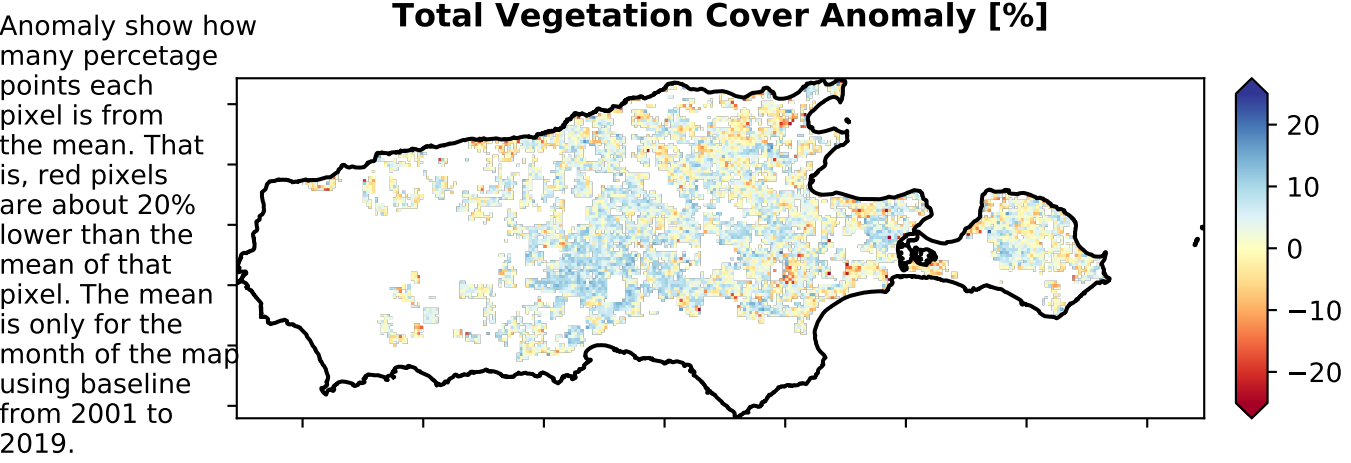 Total Vegetation Cover Anomaly [%]
Anomaly show how
many percetage
points each
pixel is from
the mean. That
is, red pixels
are about 20%
lower than the
mean of that
pixel. The mean
is only for the
month of the map
using baseline
from 2001 to
2019.
20
10
0
−10
−20